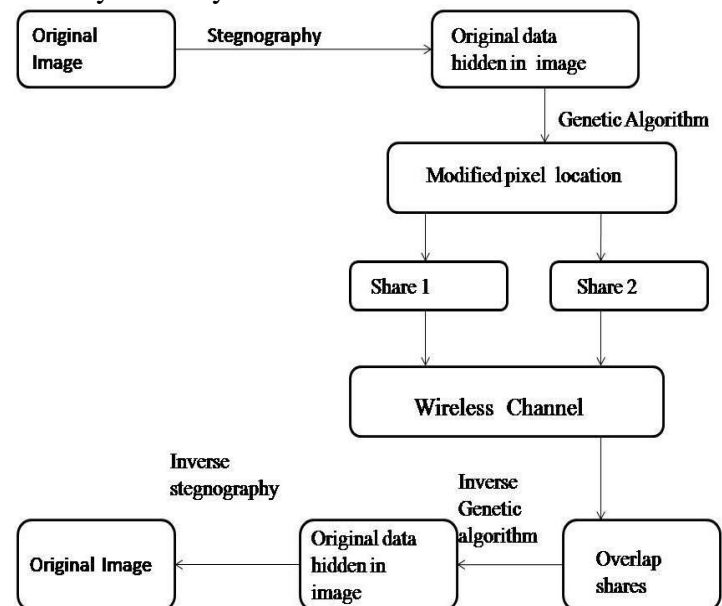 Original
Image
Stegnography
Original data
hidden in image
Genetic Algorithm
Modified pixel location
Share 1
Share 2
Wireless Channel
Inverse
stegnography
Inverse
Genetic
algorithm
Original Image
Original data
hidden in
image
Overlap
shares